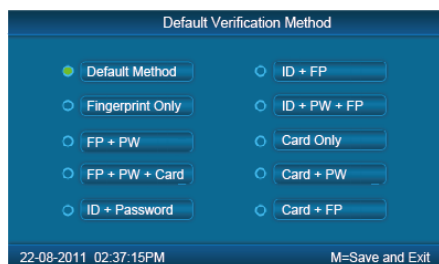 Default Verification Method
Default Method
ID + FP
Fingerprint Only
ID + PW + FP
FP + PW
Card Only
FP + PW + Card
Card + PW
ID + Password
Card + FP
22-08-2011 02:37:15PM
M=Save and Exit